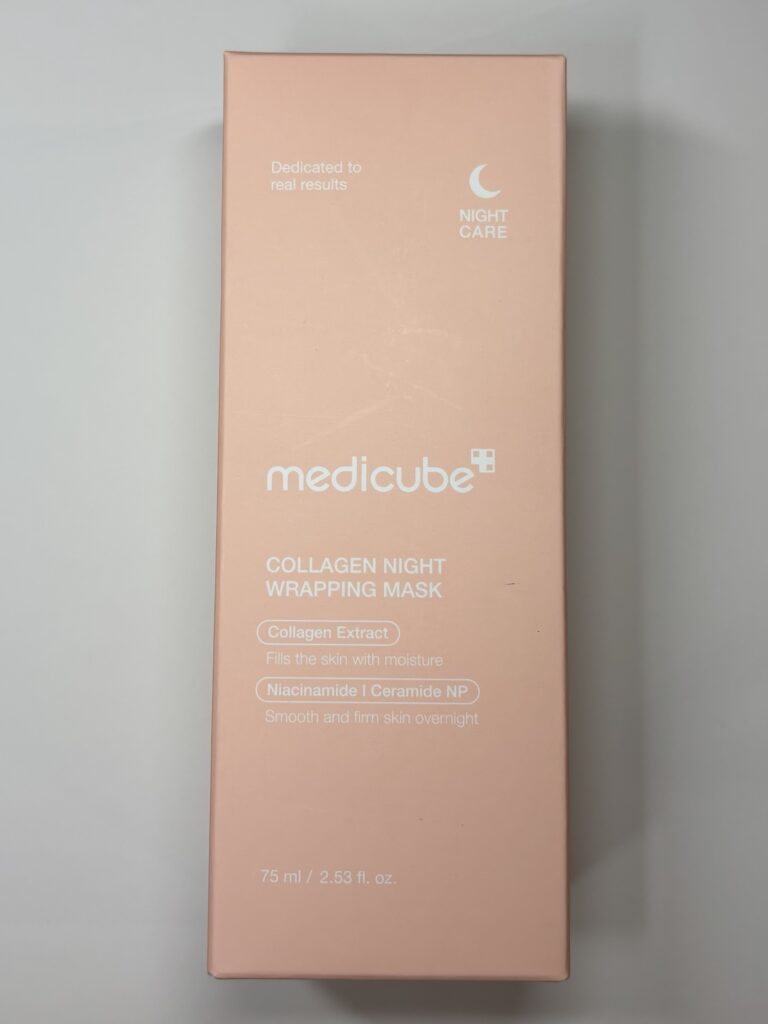 Dedicated to
real results
NIGHT
CARE
medicube
COLLAGEN NIGHT
WRAPPING MASK
Collagen Extract
Fills the skin with moisture
Niacinamide | Ceramide NP
Smooth and firm skin overnight
75 ml / 2.53 fl. oz.